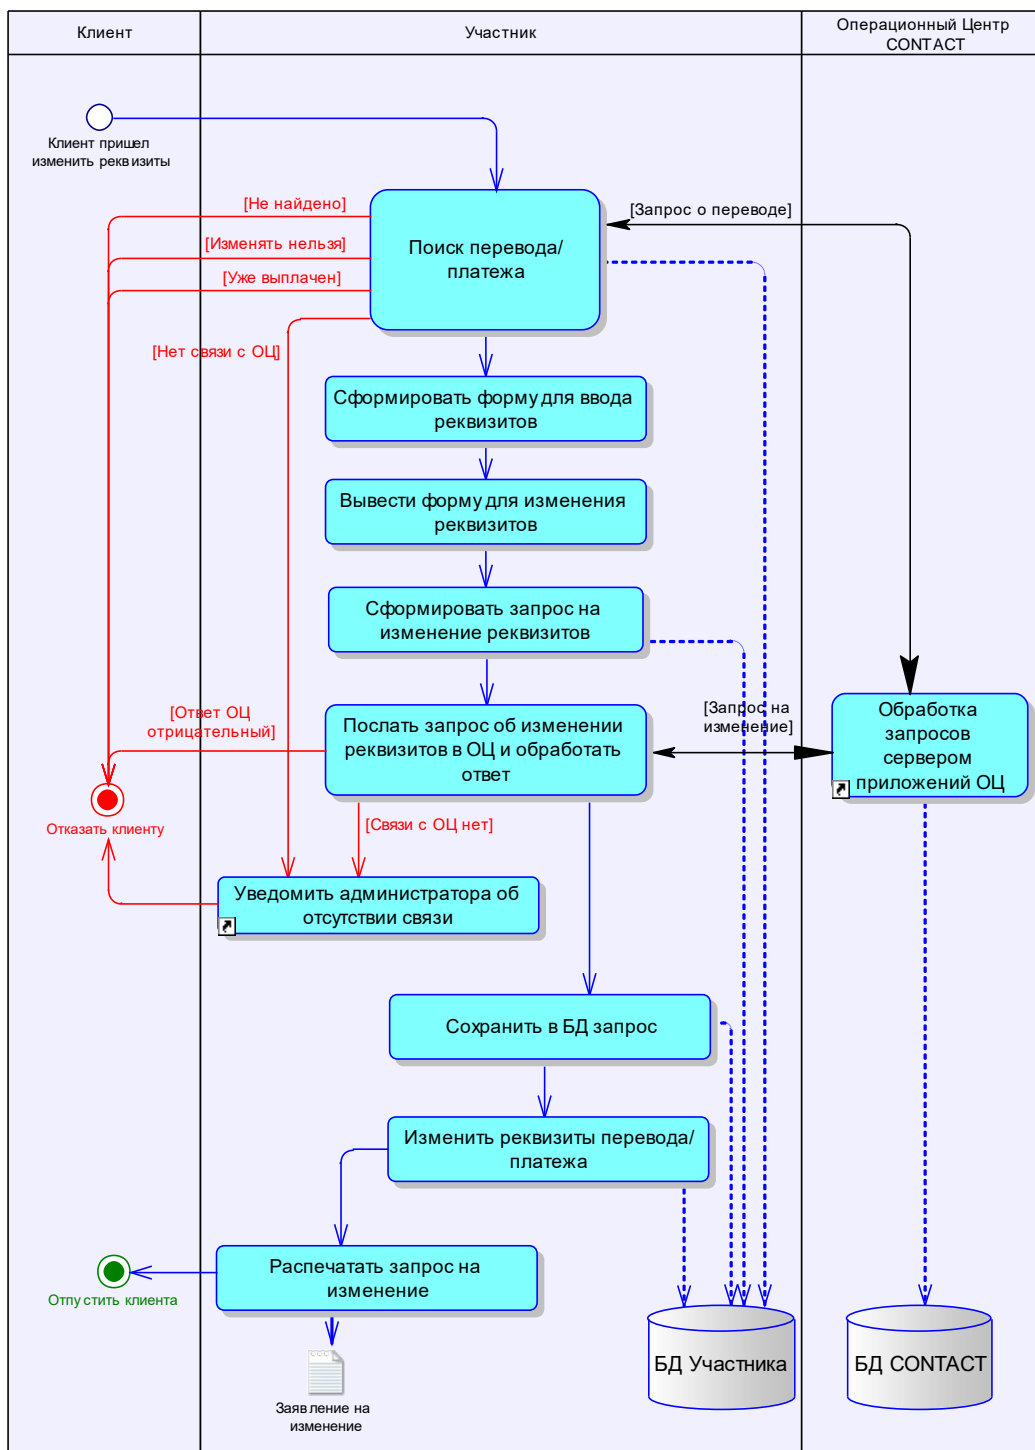 Клиент
Участник
Операционный Центр
CONTACT
Клиент пришел
изменить реквизиты
[Не найдено]
[Изменять нельзя]
[Уже выплачен]
[Нет связи с ОЦ]
Поиск перевода/
платежа
[Запрос о переводе]
Сформировать форму для ввода
реквизитов
Вывести форму для изменения
реквизитов
Сформировать запрос на
изменение реквизитов
[Ответ ОЦ
отрицательный]
Послать запрос об изменении
реквизитов в ОЦ и обработать
ответ
[Запрос на
изменение]
Обработка
запросов
сервером
приложений ОЦ
Отказать клиенту
[Связи с ОЦ нет]
Уведомить администратора об
отсутствии связи
Сохранить в БД запрос
Изменить реквизиты перевода/
платежа
Распечатать запрос на
изменение
Отпустить клиента
Заявление на
изменение
БД Участника
БД CONTACT